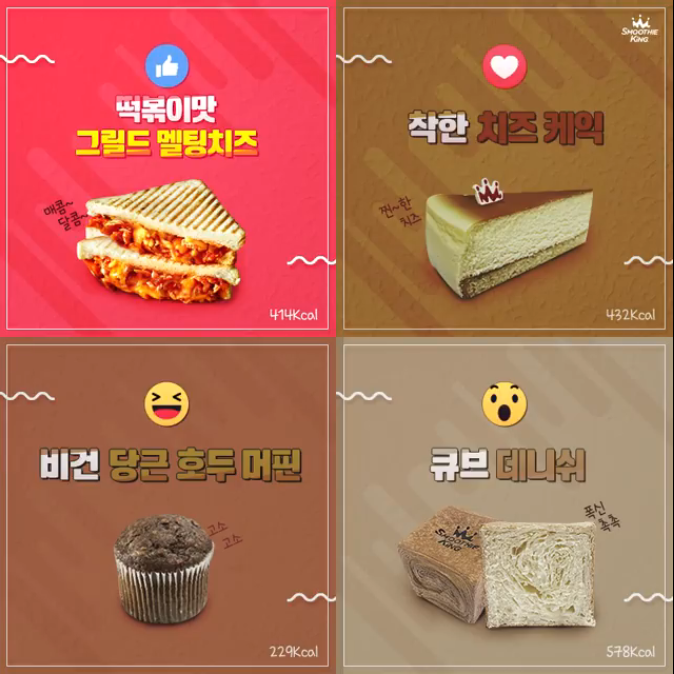 떡볶이맛
그릴드 멜팅치즈
매콤~
달콤~
414Kcal
SMOOTHIE
KING
착한 치즈 케익
찐~한
치즈
432Kcal
비건 당근 호두 머핀
고소
고소
229Kcal
큐브 데니쉬
폭신
촉촉
SMOOTHIE
KING
578Kcal